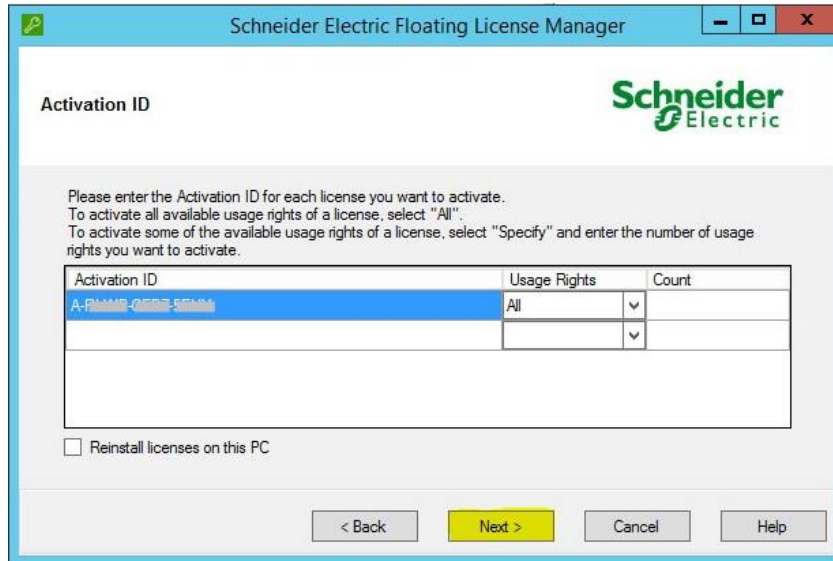 Schneider Electric Floating License Manager
Activation ID
Schneider
Electric
Please enter the Activation ID for each license you want to activate.
To activate all available usage rights of a license, select "All".
To activate some of the available usage rights of a license, select "Specify" and enter the number of usage
rights you want to activate.
Activation ID Usage Rights Count
All
Reinstall licenses on this PC
< Back Next > Cancel Help